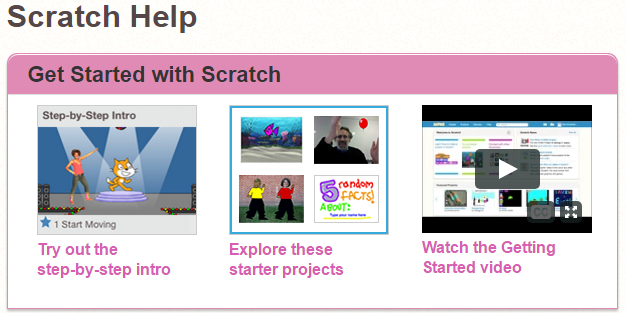 Scratch Help
Get Started with Scratch
Step-by-Step Intro
1 Start Moving
Try out the
step-by-step intro
5 random
FACTS!
ABOUT:
Type your name here
Explore these
starter projects
CC
Watch the Getting
Started video